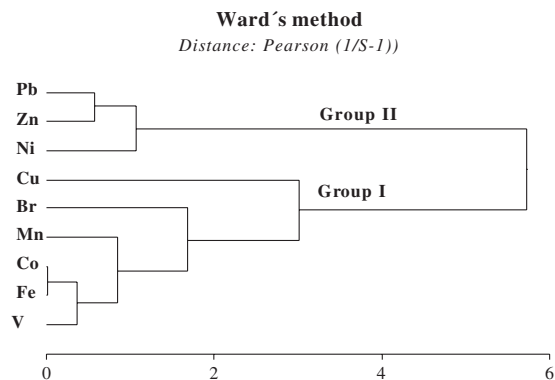 Ward´s method
Distance: Pearson (1/S-1))
Pb
Zn
Group II
Ni
Cu
Group I
Br
Mn
Co
Fe
V
0 2 4 6